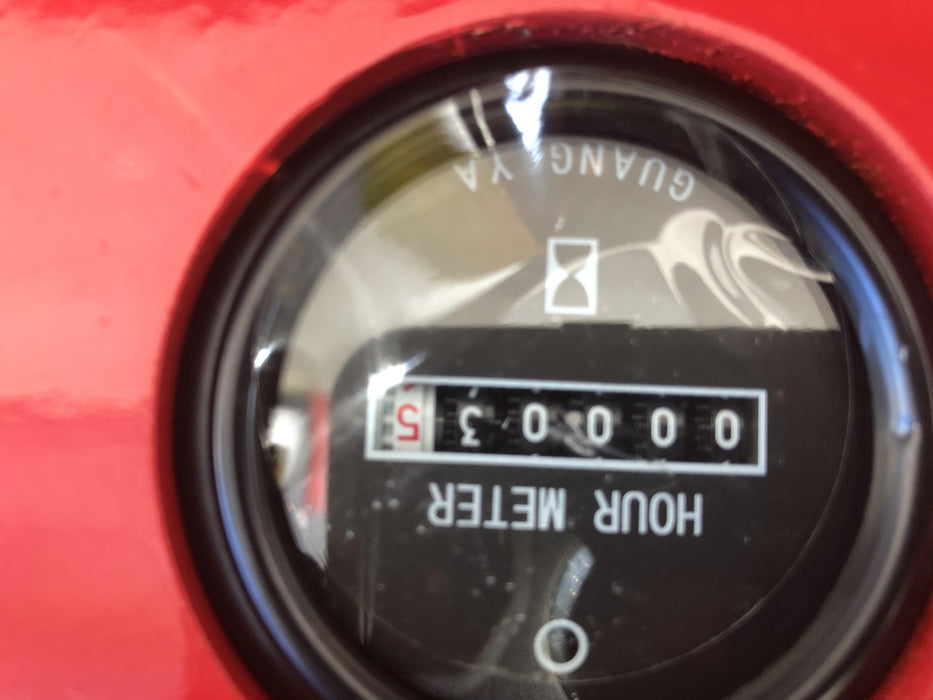 HOUR METER
000035
GUANG YA